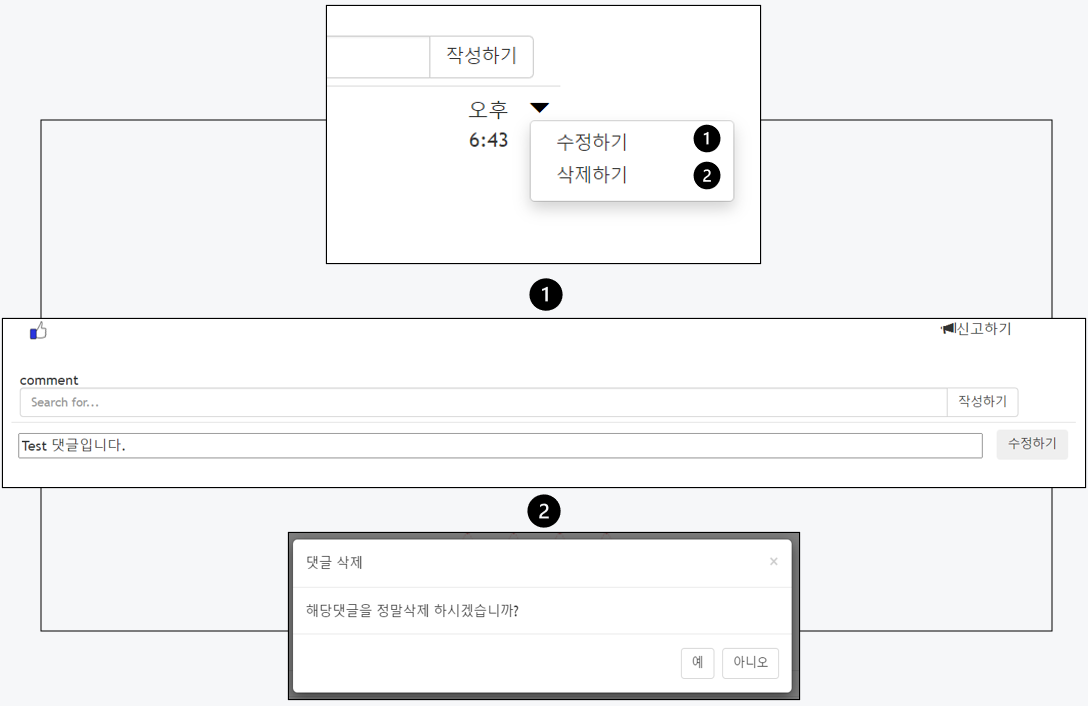 작성하기
오후
6:43
수정하기 1
삭제하기 2
1
신고하기
comment
Search for... 작성하기
Test 댓글입니다. 수정하기
2
댓글 삭제 ×
해당댓글을 정말삭제 하시겠습니까?
예 아니오